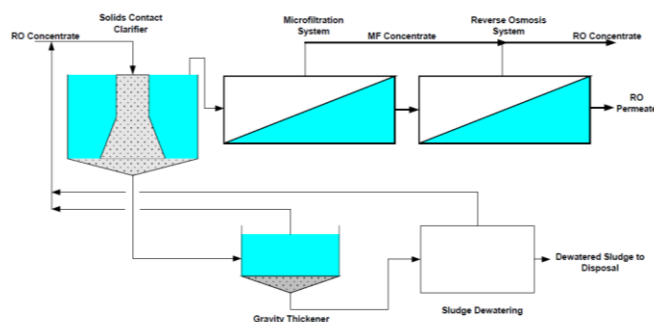 Solids Contact
Clarifier
RO Concentrate
Microfiltration
System
MF Concentrate
Reverse Osmosis
System
RO Concentrate
RO
Permeate
Gravity Thickener
Sludge Dewatering
Dewatered Sludge to
Disposal